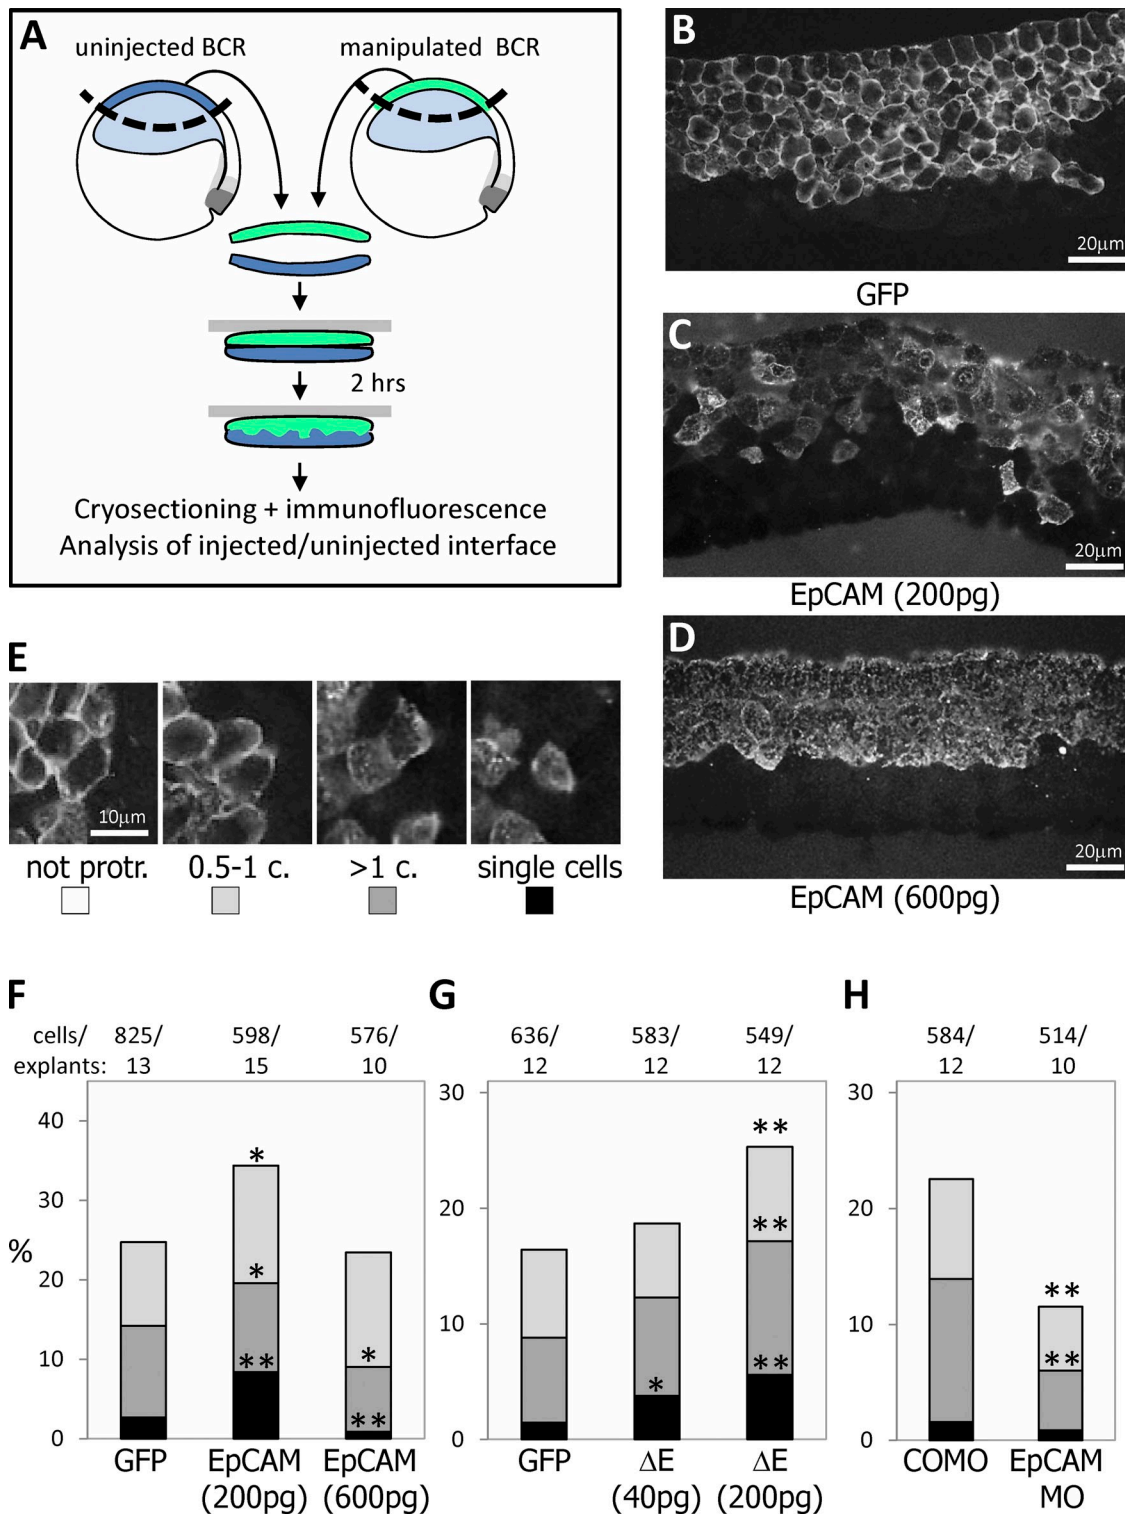 A
uninjected BCR
manipulated BCR
2 hrs
Cryosectioning + immunofluorescence
Analysis of injected/uninjected interface
B
20μm
GFP
C
20μm
EpCAM (200pg)
D
20μm
EpCAM (600pg)
E
10μm
not protr.
0.5-1 c.
>1 c.
single cells
F
cells/
explants:
825/
13
598/
15
576/
10
40
30
20
10
0
%
*
*
**
*
**
GFP
EpCAM
(200pg)
EpCAM
(600pg)
G
636/
12
583/
12
549/
12
30
20
10
0
*
**
**
**
GFP
ΔE
(40pg)
ΔE
(200pg)
H
584/
12
514/
10
30
20
10
0
**
**
COMO
EpCAM
MO